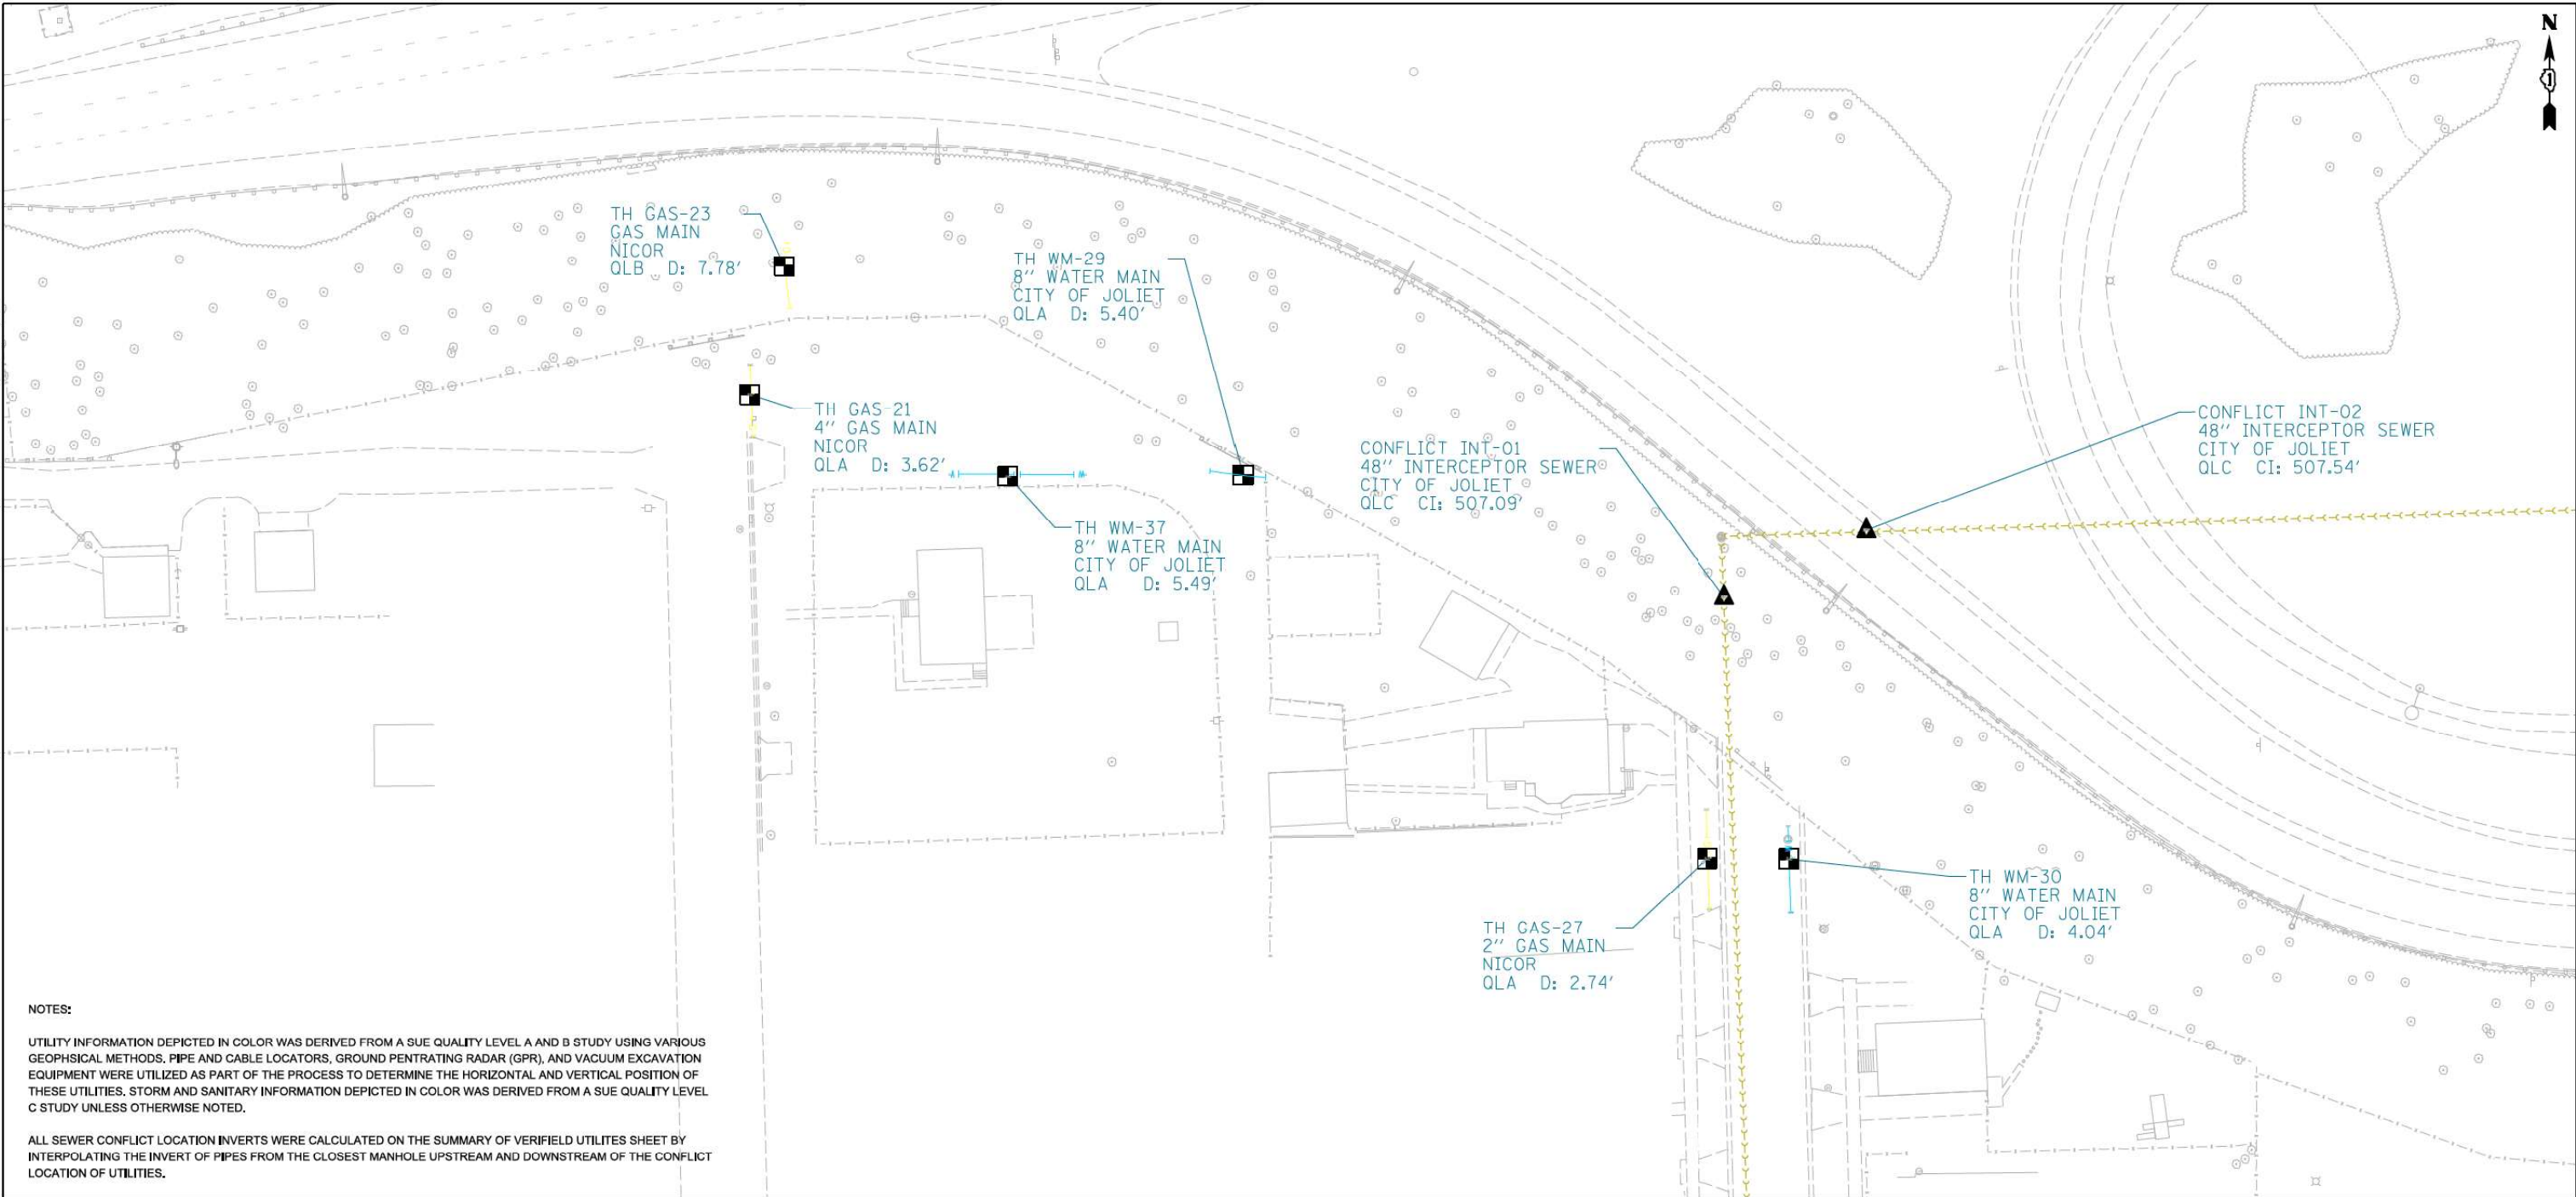 N
TH GAS-23
GAS MAIN
NICOR
QLB D: 7.78'
TH WM-29
8'' WATER MAIN
CITY OF JOLIET
QLA D: 5.40'
TH GAS-21
4'' GAS MAIN
NICOR
QLA D: 3.62'
CONFLICT INT-01
48'' INTERCEPTOR SEWER
CITY OF JOLIET
QLC CI: 507.09'
CONFLICT INT-02
48'' INTERCEPTOR SEWER
CITY OF JOLIET
QLC CI: 507.54'
TH WM-37
8'' WATER MAIN
CITY OF JOLIET
QLA D: 5.49'
TH GAS-27
2'' GAS MAIN
NICOR
QLA D: 2.74'
TH WM-30
8'' WATER MAIN
CITY OF JOLIET
QLA D: 4.04'
NOTES:
UTILITY INFORMATION DEPICTED IN COLOR WAS DERIVED FROM A SUE QUALITY LEVEL A AND B STUDY USING VARIOUS
GEOPHSICAL METHODS. PIPE AND CABLE LOCATORS, GROUND PENTRATING RADAR (GPR), AND VACUUM EXCAVATION
EQUIPMENT WERE UTILIZED AS PART OF THE PROCESS TO DETERMINE THE HORIZONTAL AND VERTICAL POSITION OF
THESE UTILITIES. STORM AND SANITARY INFORMATION DEPICTED IN COLOR WAS DERIVED FROM A SUE QUALITY LEVEL
C STUDY UNLESS OTHERWISE NOTED.
ALL SEWER CONFLICT LOCATION INVERTS WERE CALCULATED ON THE SUMMARY OF VERIFIELD UTILITES SHEET BY
INTERPOLATING THE INVERT OF PIPES FROM THE CLOSEST MANHOLE UPSTREAM AND DOWNSTREAM OF THE CONFLICT
LOCATION OF UTILITIES.